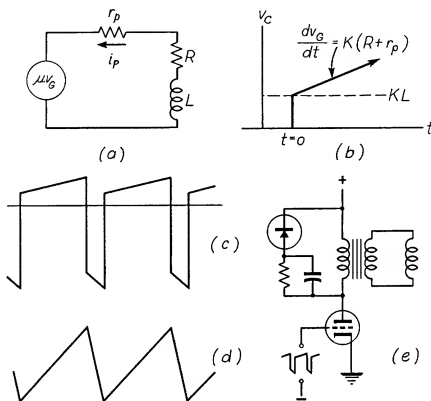 r_p
i_p
μv_G
R
L
(a)
v_C
dv_G/dt = K(R+r_p)
KL
t=0
t
(b)
(c)
(d)
+
−
(e)